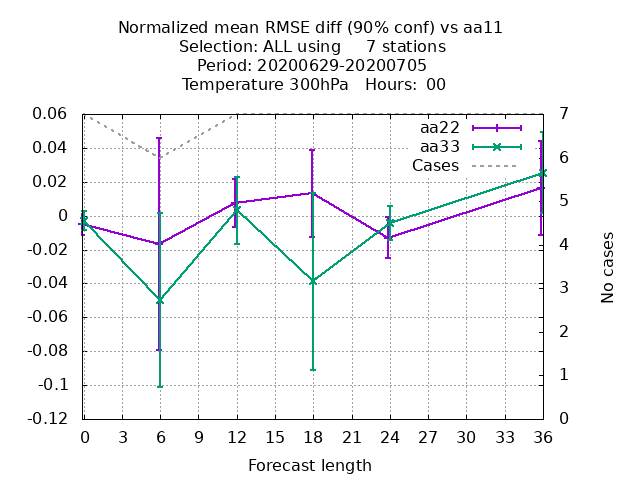 Normalized mean RMSE diff (90% conf) vs aa11
Selection: ALL using     7 stations
Period: 20200629-20200705
Temperature 300hPa   Hours:  00
aa22
aa33
Cases
0.06
0.04
0.02
0
-0.02
-0.04
-0.06
-0.08
-0.1
-0.12
7
6
5
4
3
2
1
0
No cases
0 3 6 9 12 15 18 21 24 27 30 33 36
Forecast length